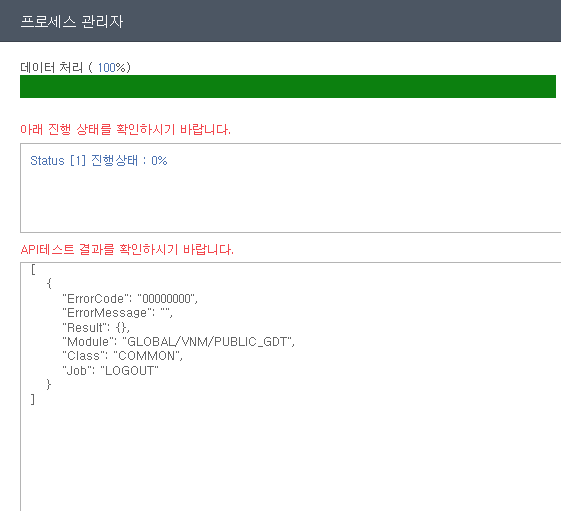 프로세스 관리자
데이터 처리 ( 100%)
아래 진행 상태를 확인하시기 바랍니다.
Status [1] 진행상태 : 0%
API테스트 결과를 확인하시기 바랍니다.
[
{
"ErrorCode": "00000000",
"ErrorMessage": "",
"Result": {},
"Module": "GLOBAL/VNM/PUBLIC_GDT",
"Class": "COMMON",
"Job": "LOGOUT"
}
]